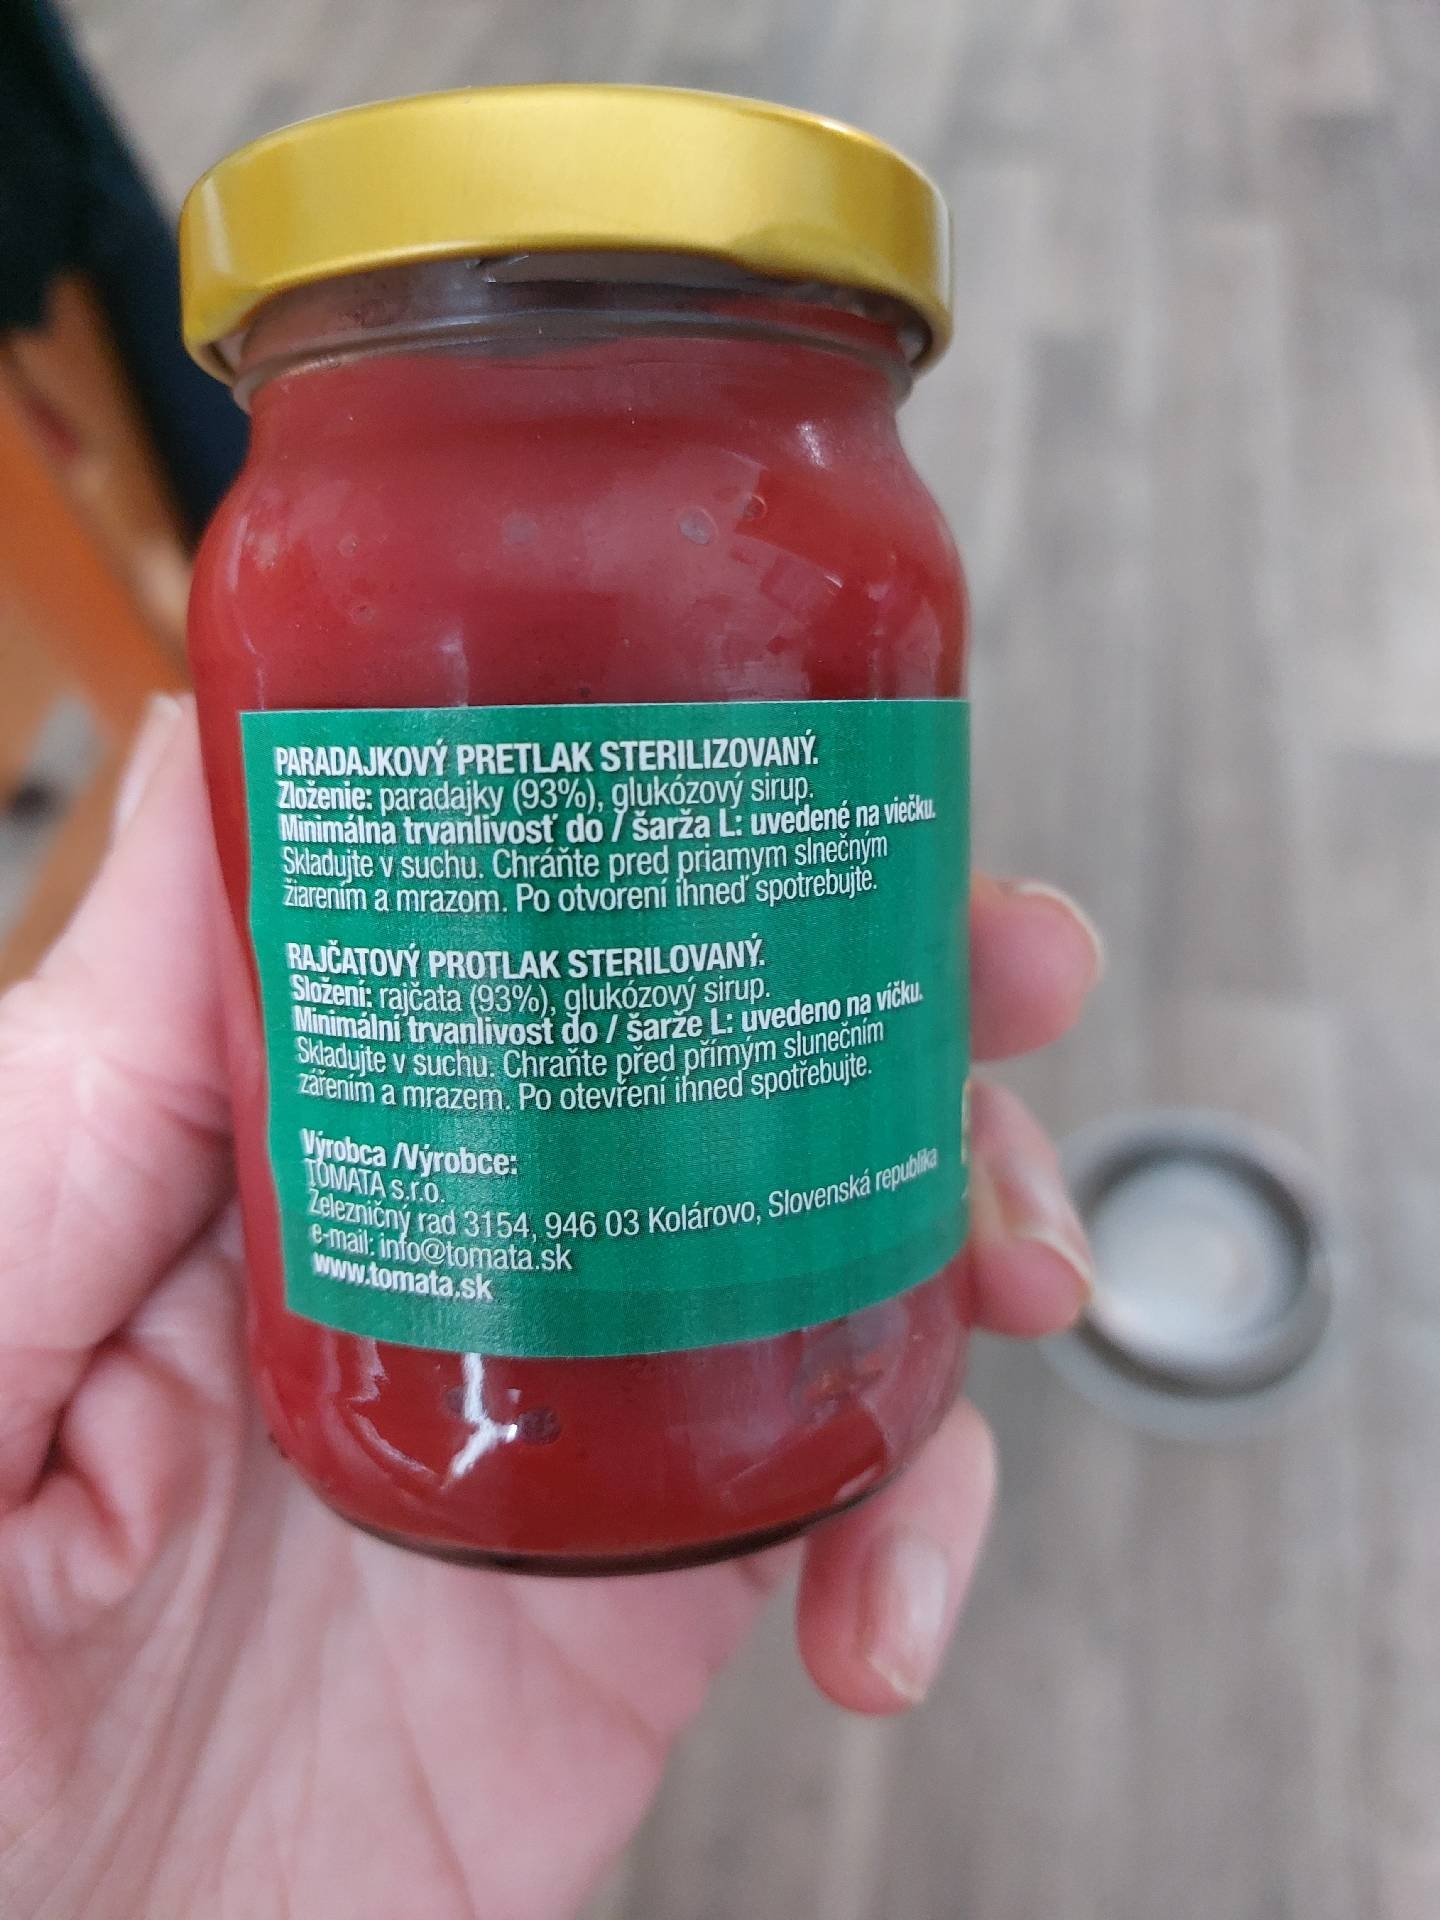 PARADAJKOVÝ PRETLAK STERILIZOVANÝ.
Zloženie: paradajky (93%), glukózový sirup.
Minimálna trvanlivosť do / šarža L: uvedené na viečku.
Skladujte v suchu. Chráňte pred priamym slnečným
žiarením a mrazom. Po otvorení ihneď spotrebujte.
RAJČATOVÝ PROTLAK STERILOVANÝ.
Složení: rajčata (93%), glukózový sirup.
Minimální trvanlivost do / šarže L: uvedeno na víčku.
Skladujte v suchu. Chraňte před přímým slunečním
zářením a mrazem. Po otevření ihned spotřebujte.
Výrobca /Výrobce:
TOMATA s.r.o.
Železničný rad 3154, 946 03 Kolárovo, Slovenská republika
e-mail: info@tomata.sk
www.tomata.sk